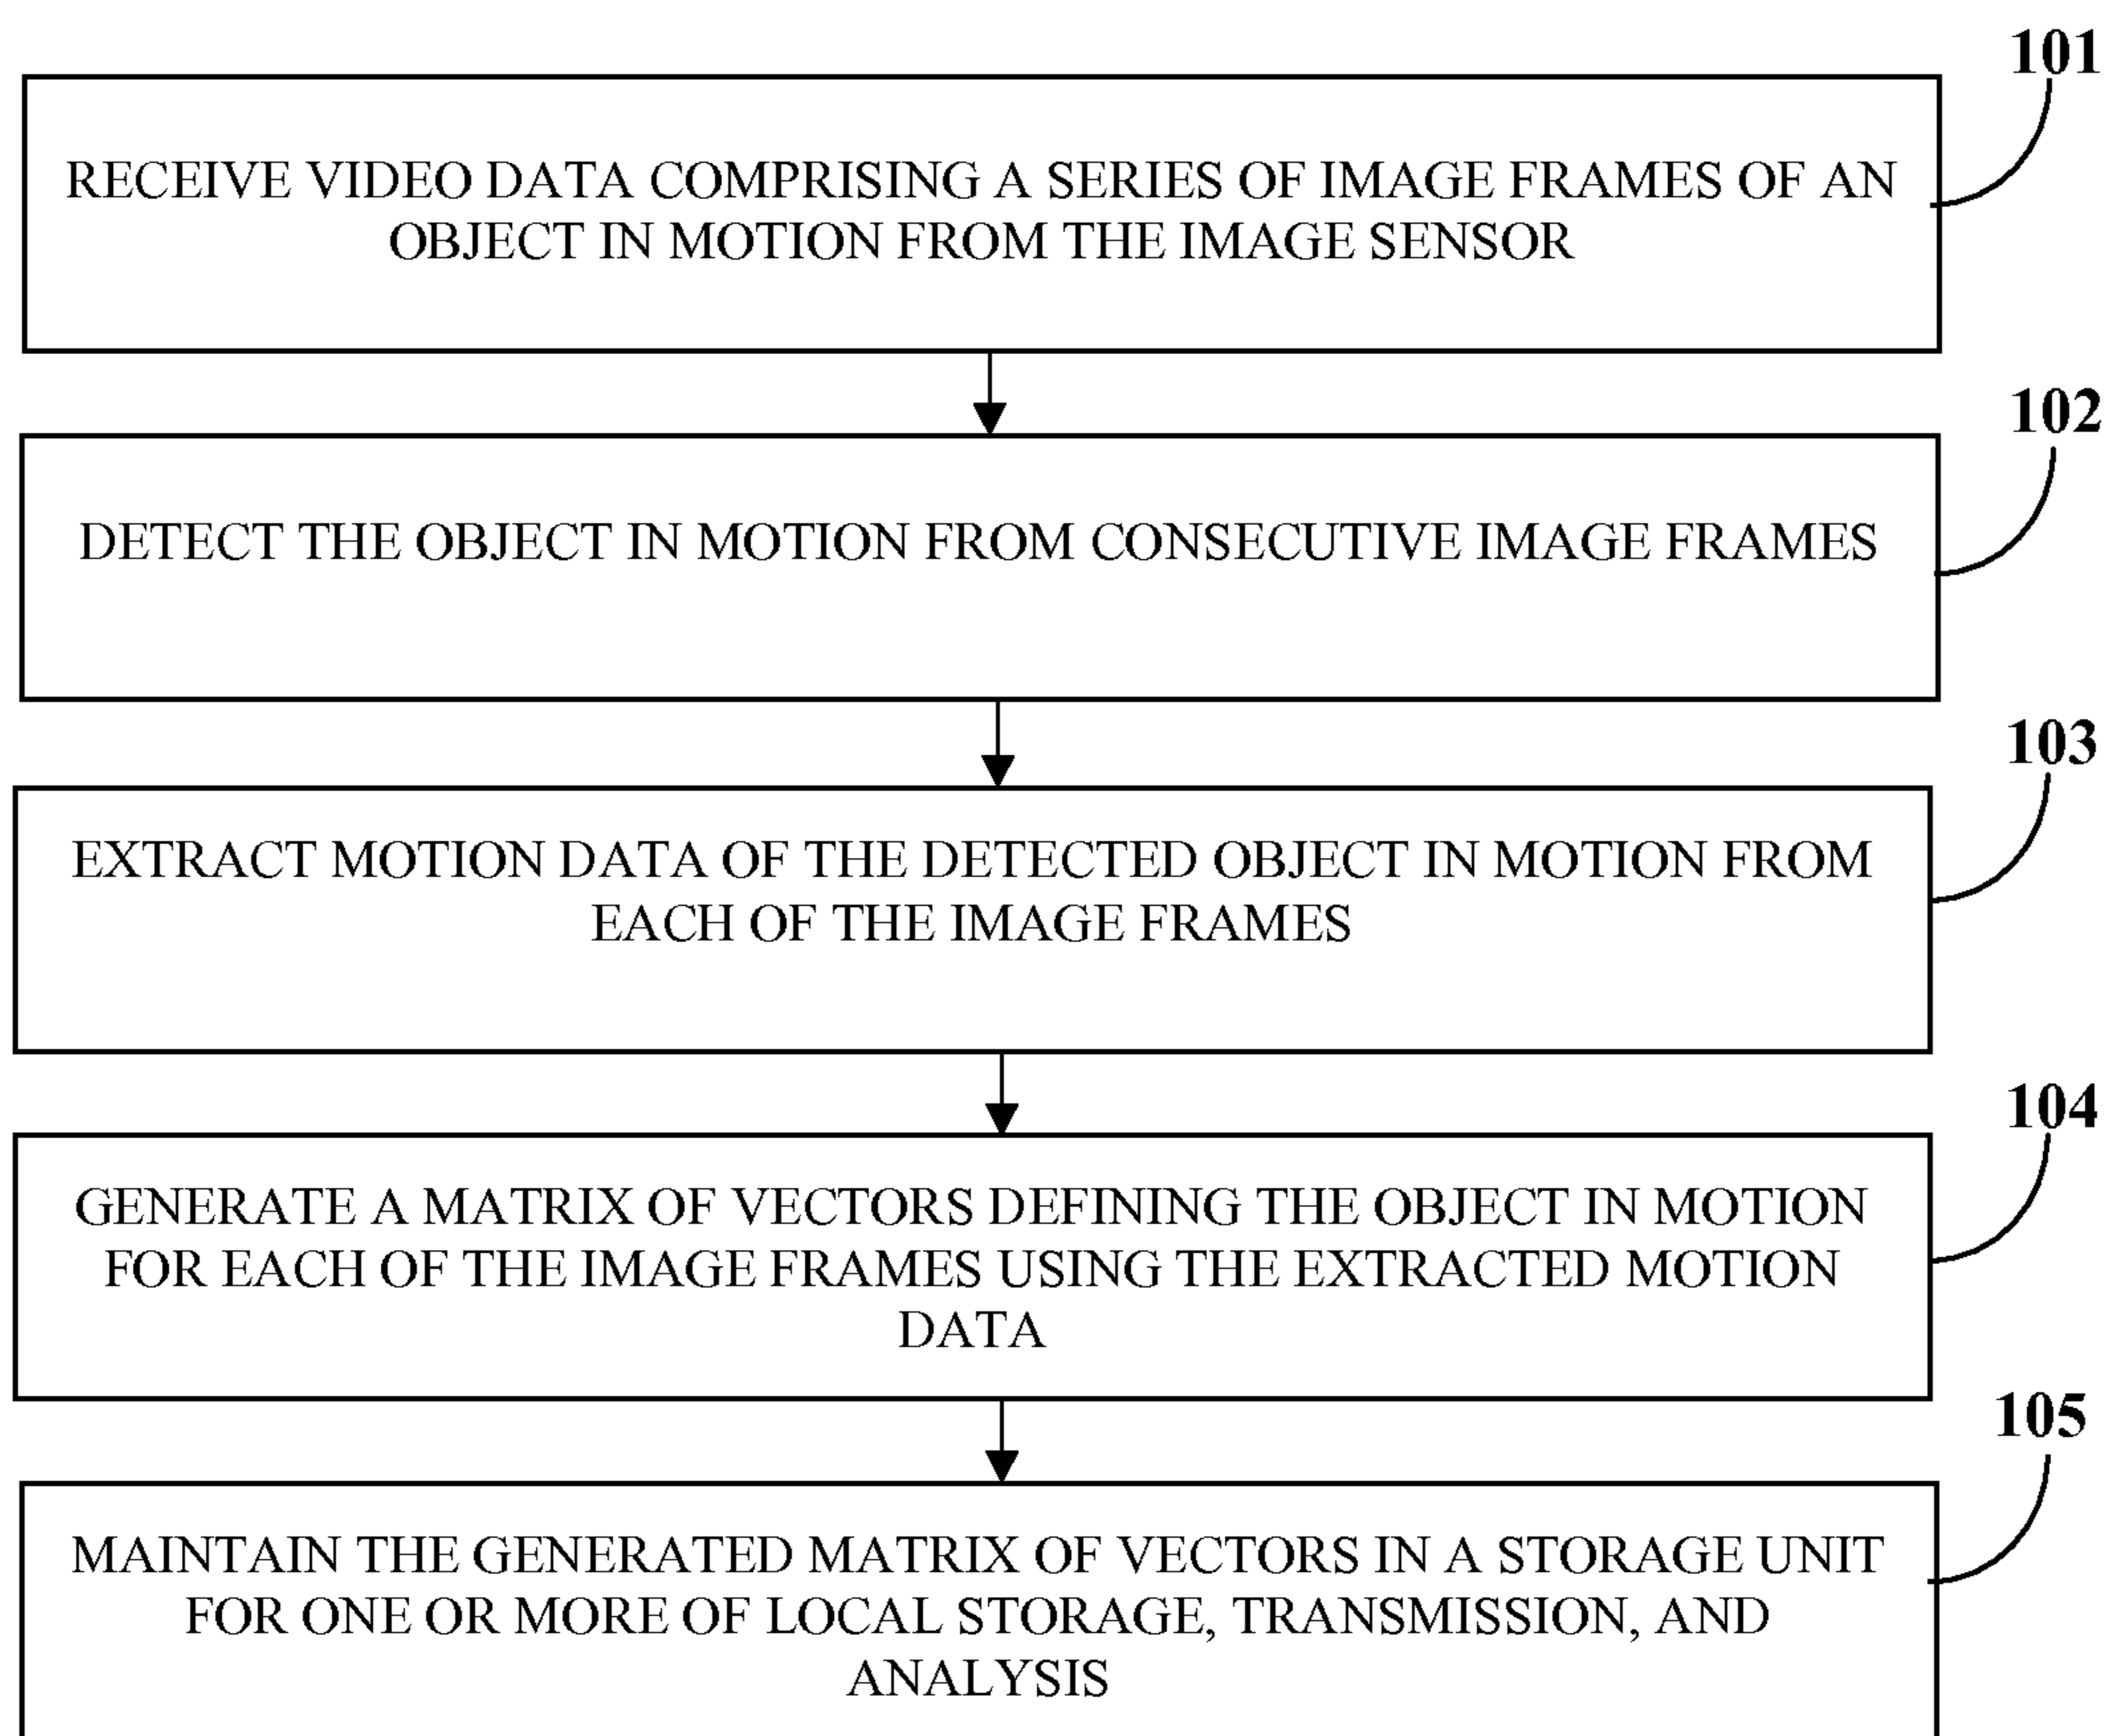 101
RECEIVE VIDEO DATA COMPRISING A SERIES OF IMAGE FRAMES OF AN
OBJECT IN MOTION FROM THE IMAGE SENSOR
102
DETECT THE OBJECT IN MOTION FROM CONSECUTIVE IMAGE FRAMES
103
EXTRACT MOTION DATA OF THE DETECTED OBJECT IN MOTION FROM
EACH OF THE IMAGE FRAMES
104
GENERATE A MATRIX OF VECTORS DEFINING THE OBJECT IN MOTION
FOR EACH OF THE IMAGE FRAMES USING THE EXTRACTED MOTION
DATA
105
MAINTAIN THE GENERATED MATRIX OF VECTORS IN A STORAGE UNIT
FOR ONE OR MORE OF LOCAL STORAGE, TRANSMISSION, AND
ANALYSIS